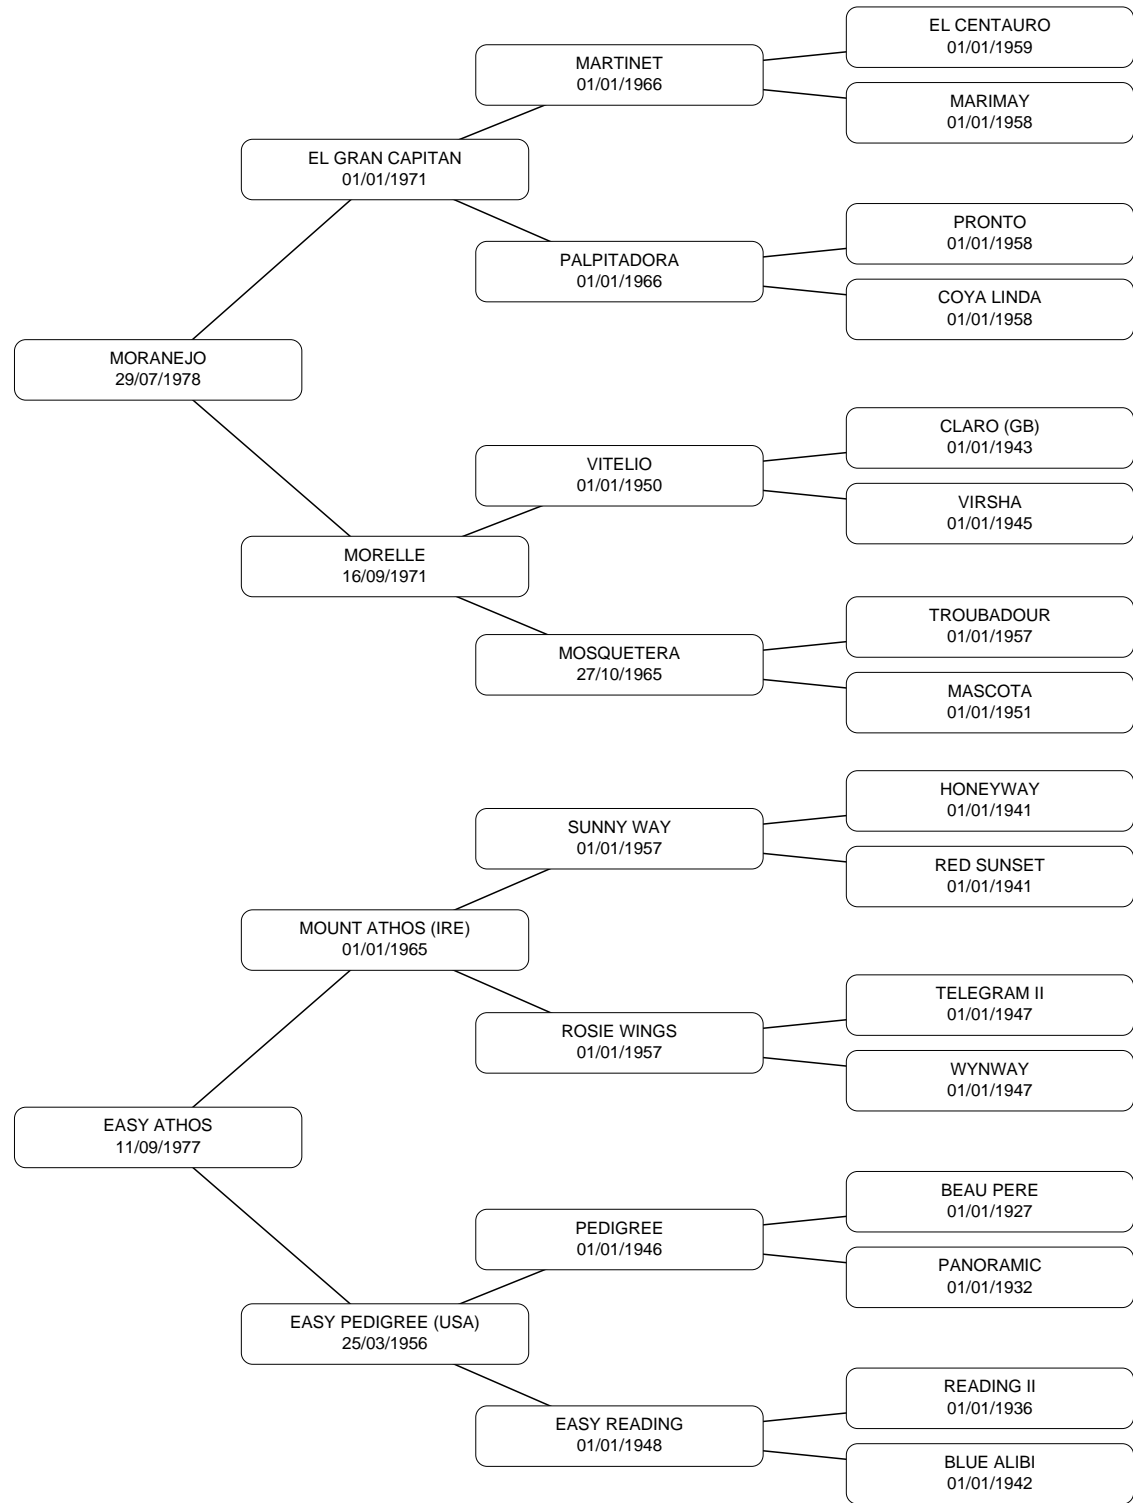 EL CENTAURO
01/01/1959
MARTINET
01/01/1966
MARIMAY
01/01/1958
EL GRAN CAPITAN
01/01/1971
PRONTO
01/01/1958
PALPITADORA
01/01/1966
COYA LINDA
01/01/1958
MORANEJO
29/07/1978
CLARO (GB)
01/01/1943
VITELIO
01/01/1950
VIRSHA
01/01/1945
MORELLE
16/09/1971
TROUBADOUR
01/01/1957
MOSQUETERA
27/10/1965
MASCOTA
01/01/1951
HONEYWAY
01/01/1941
SUNNY WAY
01/01/1957
RED SUNSET
01/01/1941
MOUNT ATHOS (IRE)
01/01/1965
TELEGRAM II
01/01/1947
ROSIE WINGS
01/01/1957
WYNWAY
01/01/1947
EASY ATHOS
11/09/1977
BEAU PERE
01/01/1927
PEDIGREE
01/01/1946
PANORAMIC
01/01/1932
EASY PEDIGREE (USA)
25/03/1956
READING II
01/01/1936
EASY READING
01/01/1948
BLUE ALIBI
01/01/1942